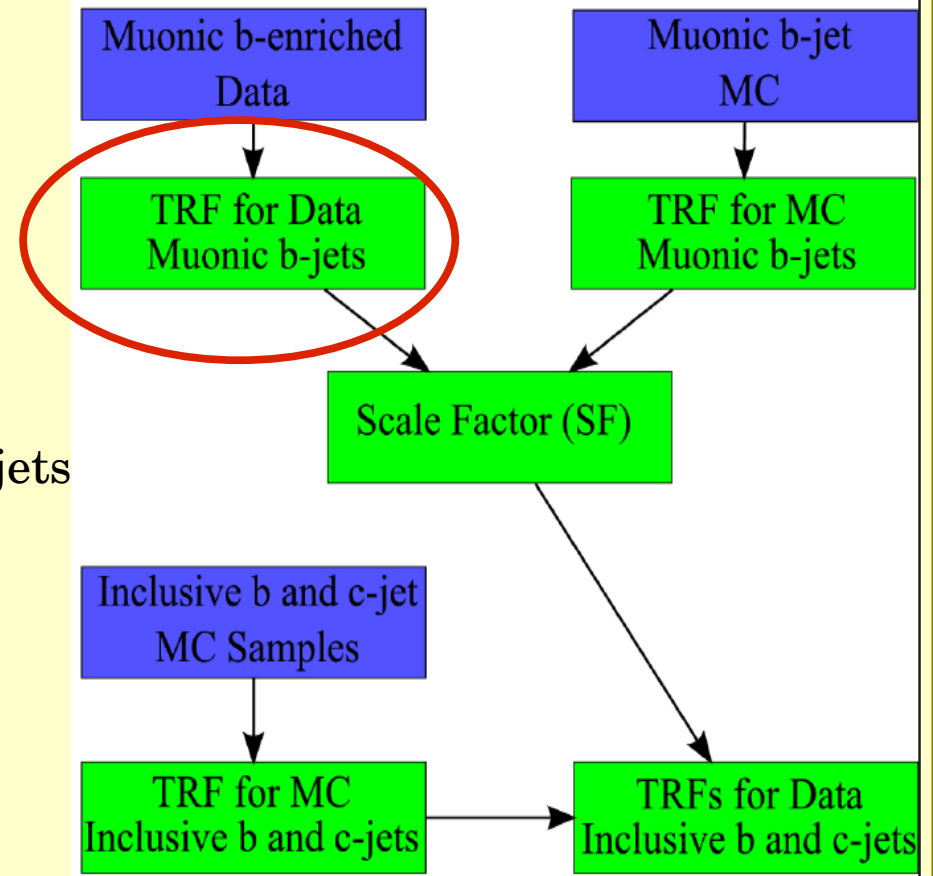 Muonic b-enriched
Data
Muonic b-jet
MC
TRF for Data
Muonic b-jets
TRF for MC
Muonic b-jets
Scale Factor (SF)
jets
Inclusive b and c-jet
MC Samples
TRF for MC
Inclusive b and c-jets
TRFs for Data
Inclusive b and c-jets